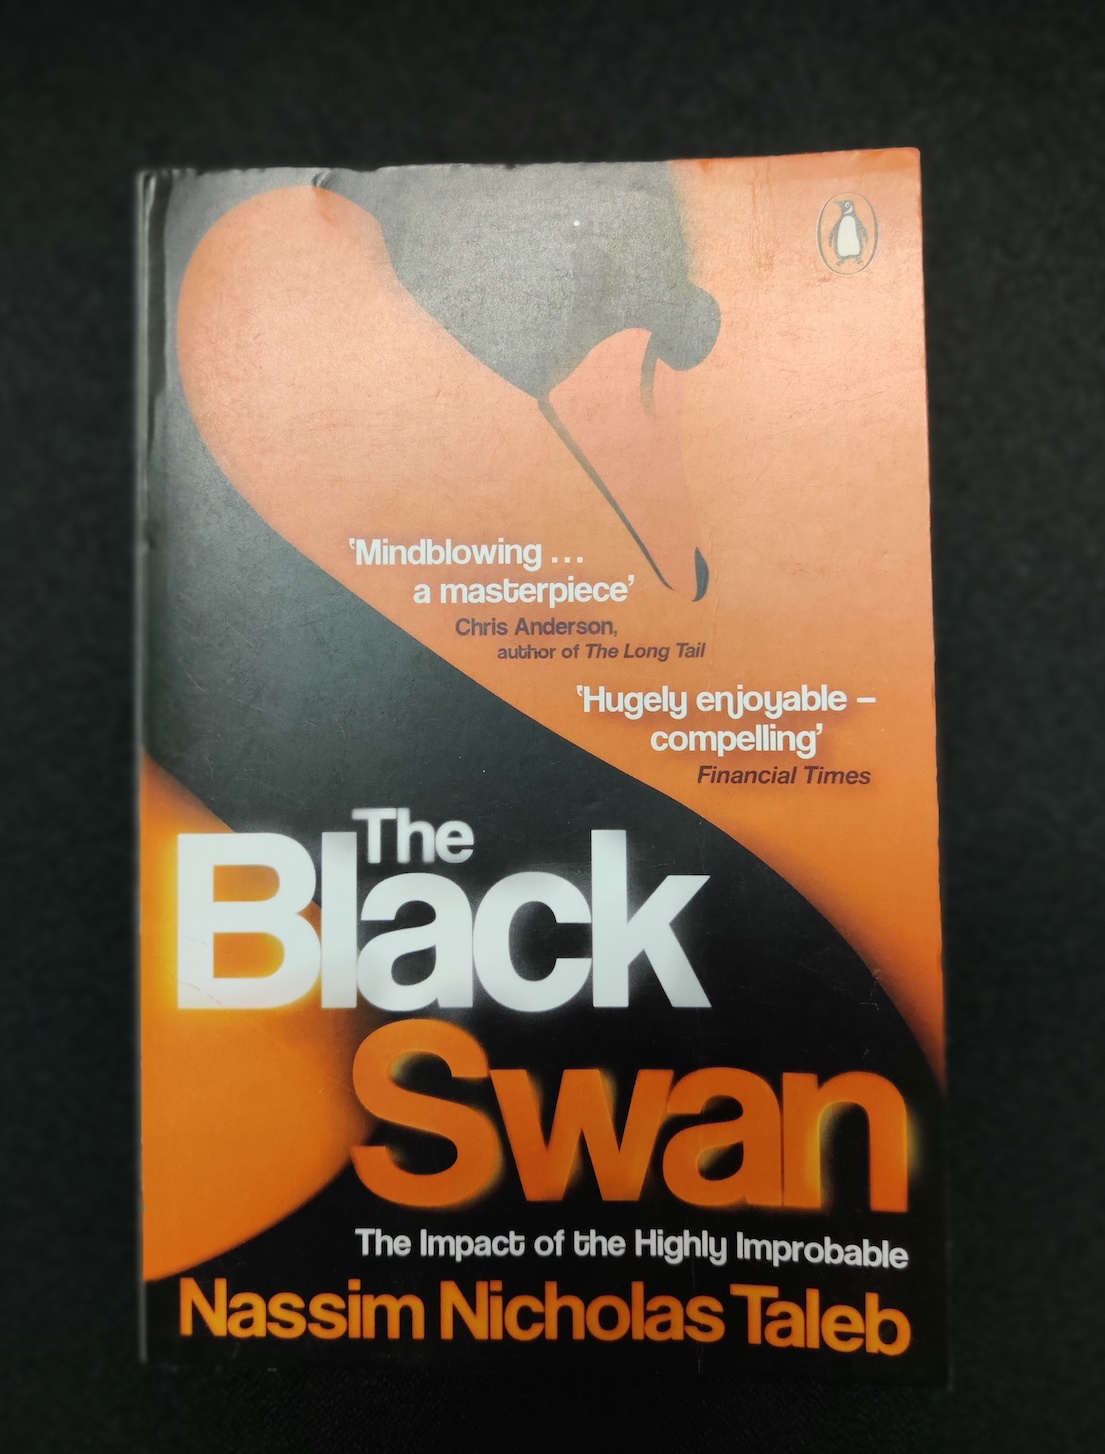 ‘Mindblowing ...
a masterpiece’
Chris Anderson,
author of The Long Tail
‘Hugely enjoyable –
compelling’
Financial Times
The
Black
Swan
The Impact of the Highly Improbable
Nassim Nicholas Taleb